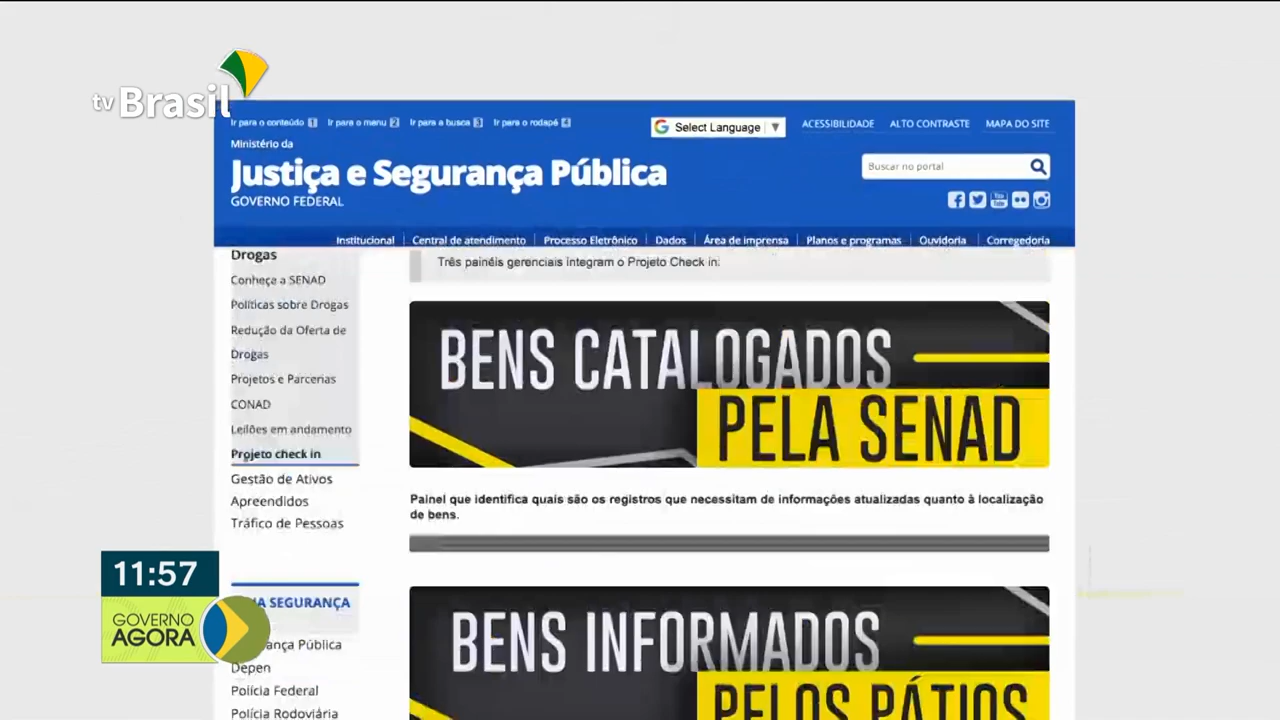 tv Brasil
Ir para o conteúdo 1 Ir para o menu 2 Ir para a busca 3 Ir para o rodapé 4
Select Language ▼
ACESSIBILIDADE ALTO CONTRASTE MAPA DO SITE
Ministério da
Justiça e Segurança Pública
GOVERNO FEDERAL
Buscar no portal
Institucional Central de atendimento Processo Eletrônico Dados Área de imprensa Planos e programas Ouvidoria Corregedoria
Drogas
Conheça a SENAD
Políticas sobre Drogas
Redução da Oferta de
Drogas
Projetos e Parcerias
CONAD
Leilões em andamento
Projeto check in
Gestão de Ativos
Apreendidos
Tráfico de Pessoas
Três painéis gerenciais integram o Projeto Check in:
BENS CATALOGADOS
PELA SENAD
Painel que identifica quais são os registros que necessitam de informações atualizadas quanto à localização
de bens.
BENS INFORMADOS
PELOS PÁTIOS
11:57
GOVERNO
AGORA
SEGURANÇA
Pública
Depen
Polícia Federal
Polícia Rodoviária